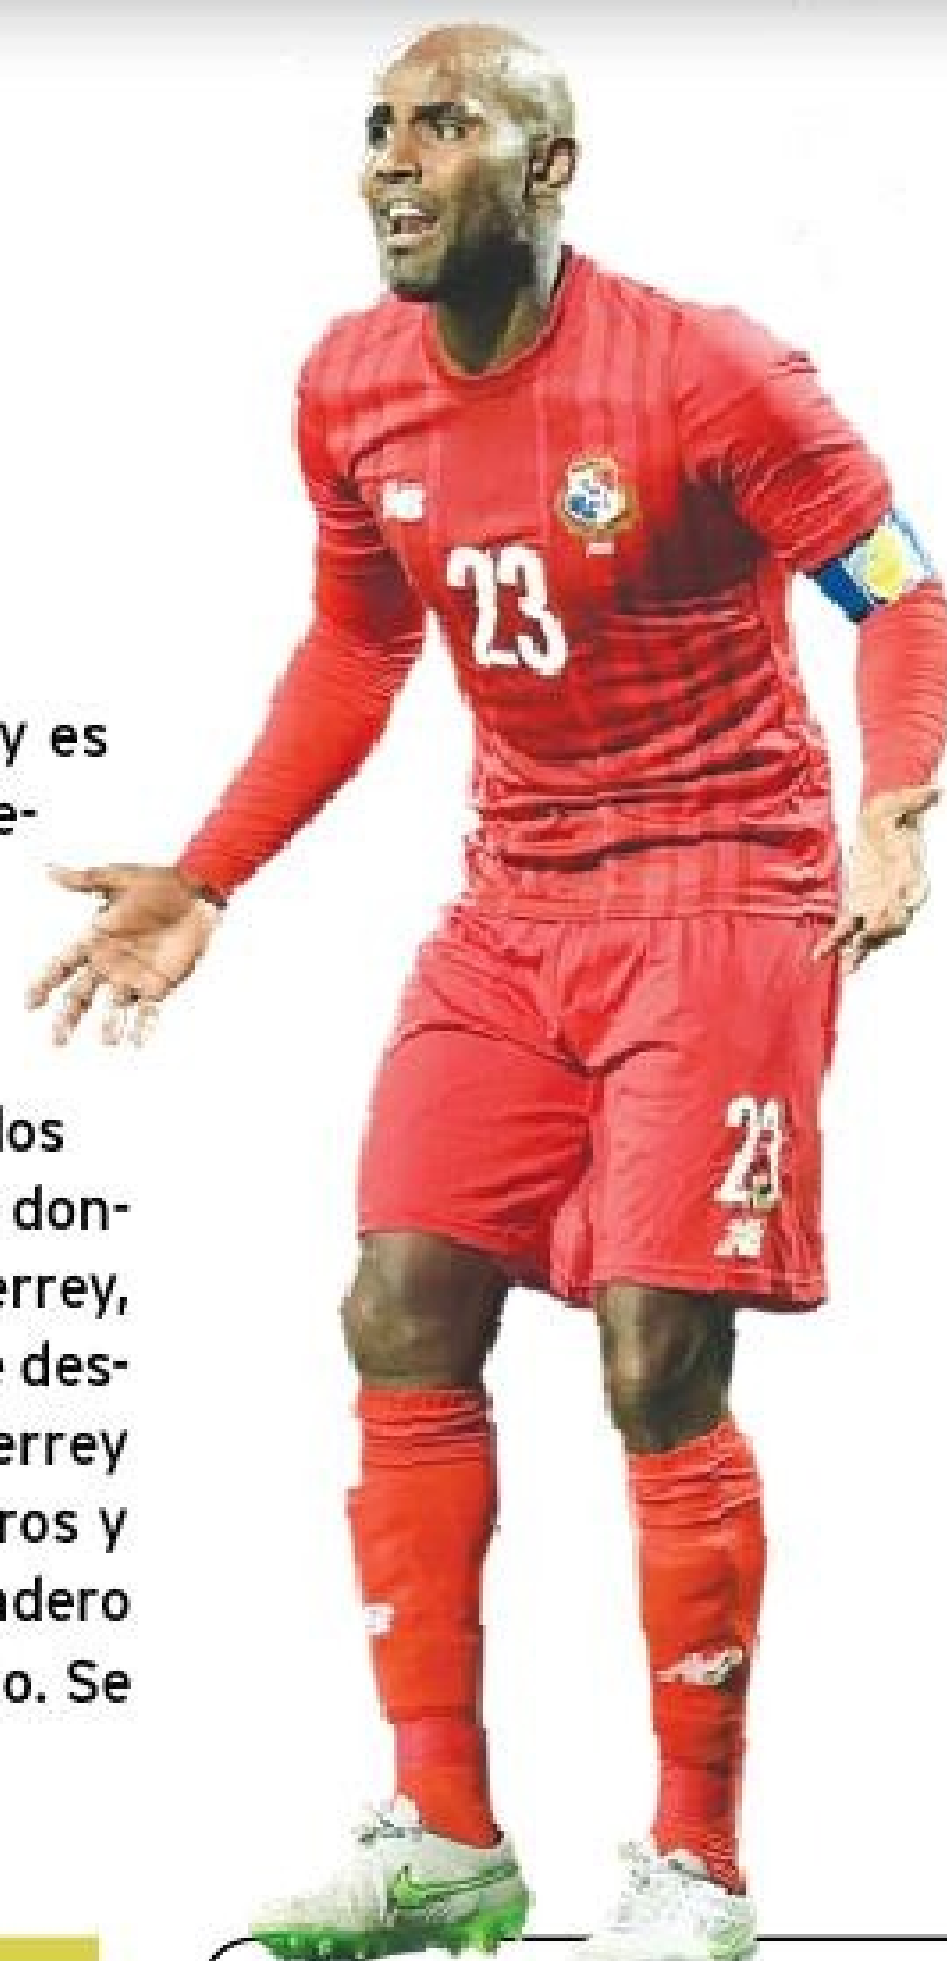 y es
e-
los
don-
errey,
e des-
errey
ros y
adero
o. Se
23
23